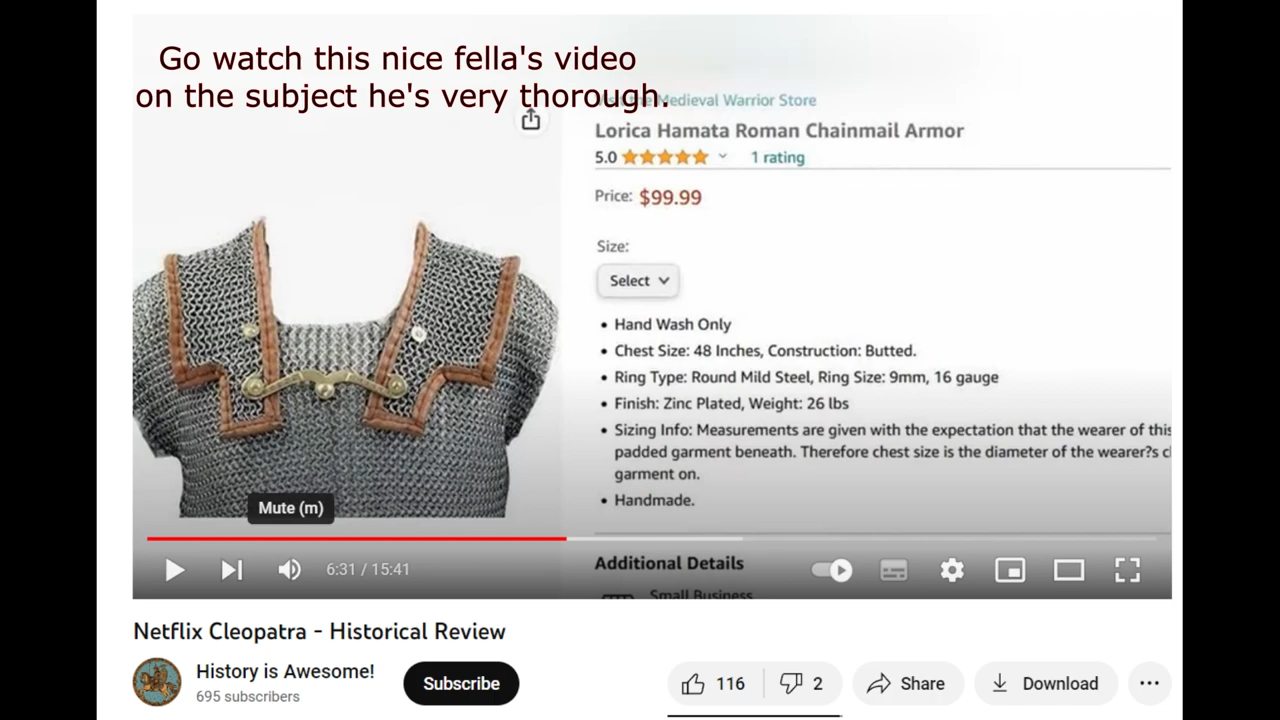 Go watch this nice fella's video
on the subject he's very thorough.
Medieval Warrior Store
Lorica Hamata Roman Chainmail Armor
5.0 1 rating
Price: $99.99
Size:
Select
• Hand Wash Only
• Chest Size: 48 Inches, Construction: Butted.
• Ring Type: Round Mild Steel, Ring Size: 9mm, 16 gauge
• Finish: Zinc Plated, Weight: 26 lbs
• Sizing Info: Measurements are given with the expectation that the wearer of this
padded garment beneath. Therefore chest size is the diameter of the wearer?s c
garment on.
• Handmade.
Mute (m)
6:31 / 15:41
Additional Details
Small Business
Netflix Cleopatra - Historical Review
History is Awesome!
695 subscribers
Subscribe
116
2
Share
Download